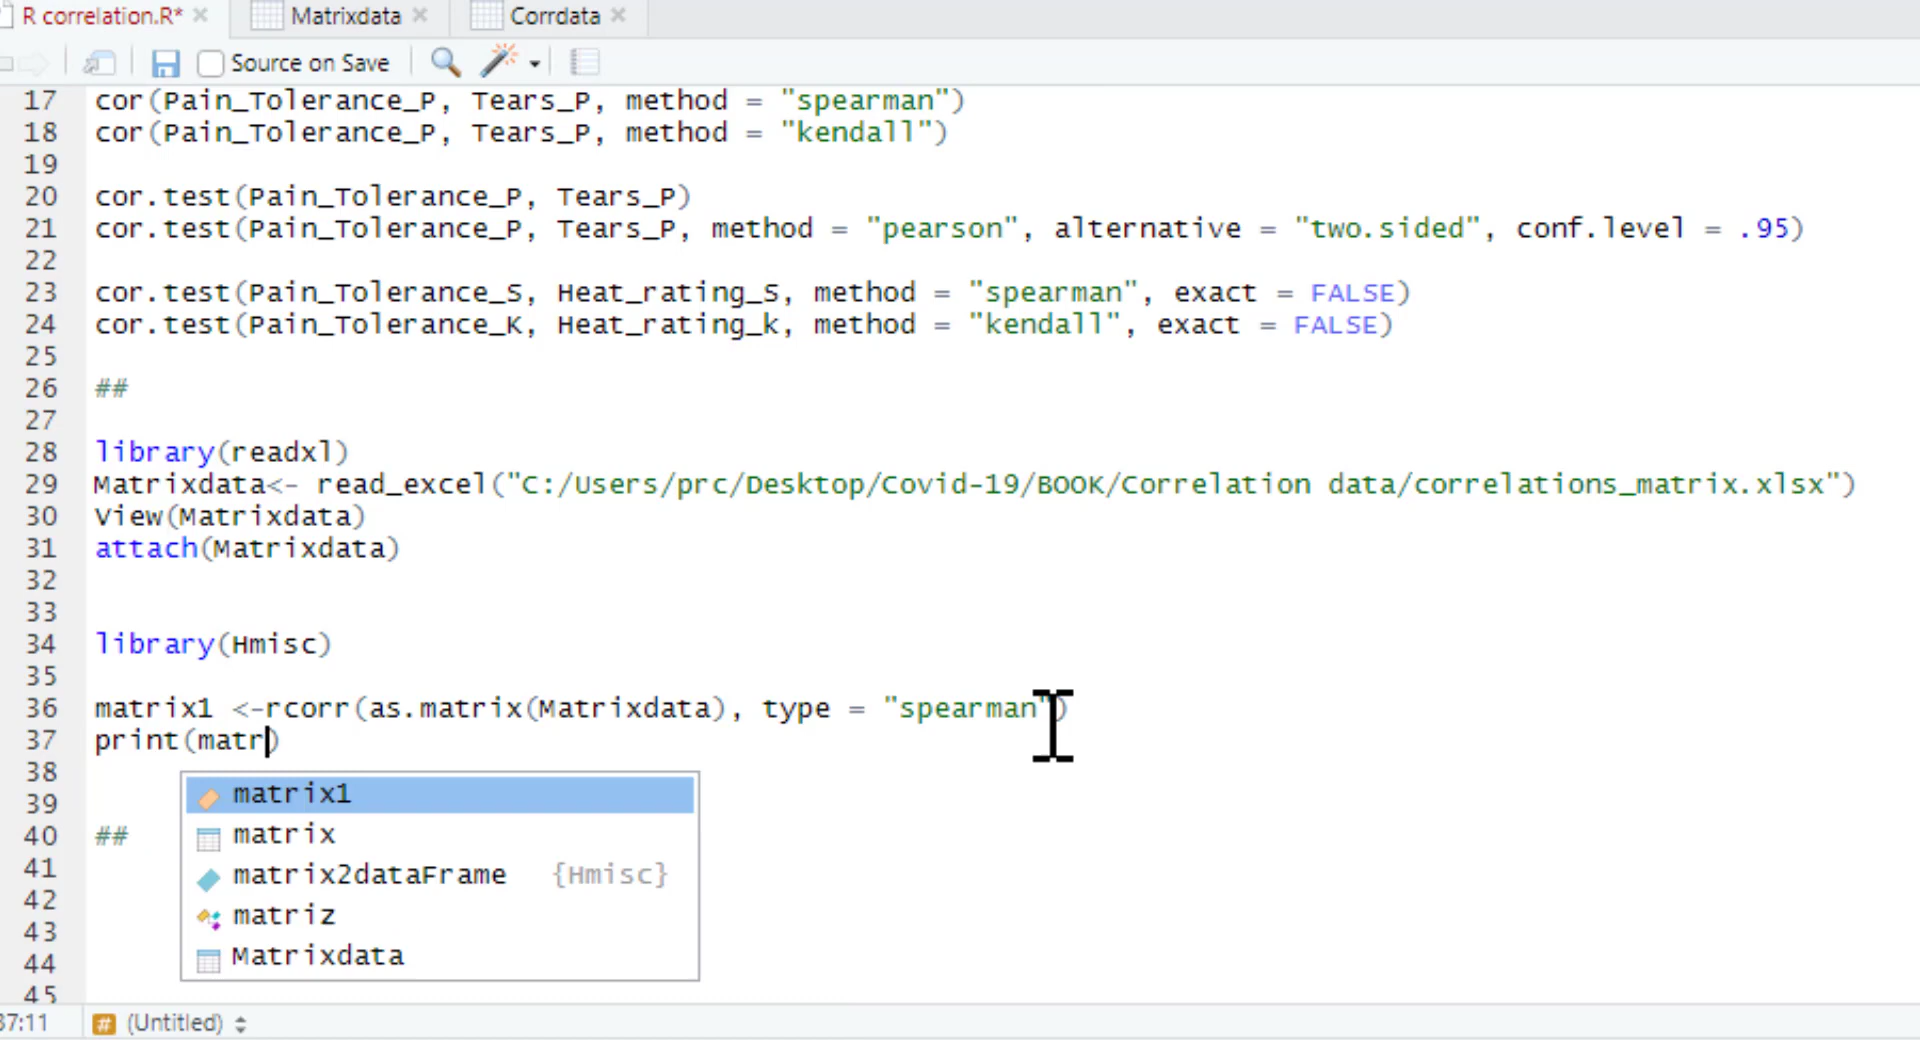 R correlation.R*
Matrixdata
Corrdata
Source on Save
17 cor(Pain_Tolerance_P, Tears_P, method = "spearman")
18 cor(Pain_Tolerance_P, Tears_P, method = "kendall")
19
20 cor.test(Pain_Tolerance_P, Tears_P)
21 cor.test(Pain_Tolerance_P, Tears_P, method = "pearson", alternative = "two.sided", conf.level = .95)
22
23 cor.test(Pain_Tolerance_S, Heat_rating_S, method = "spearman", exact = FALSE)
24 cor.test(Pain_Tolerance_K, Heat_rating_k, method = "kendall", exact = FALSE)
25
26 ##
27
28 library(readxl)
29 Matrixdata<- read_excel("C:/Users/prc/Desktop/Covid-19/BOOK/Correlation data/correlations_matrix.xlsx")
30 View(Matrixdata)
31 attach(Matrixdata)
32
33
34 library(Hmisc)
35
36 matrix1 <-rcorr(as.matrix(Matrixdata), type = "spearman")
37 print(matr)
38
39
40 ##
41
42
43
44
45
matrix1
matrix
matrix2dataFrame {Hmisc}
matriz
Matrixdata
37:11 # (Untitled)